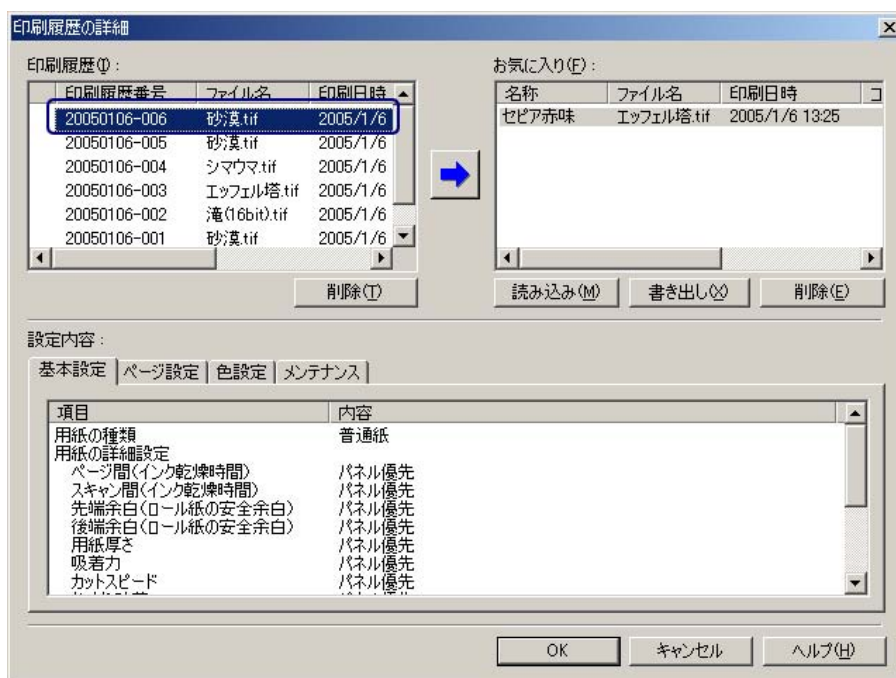 印刷履歴の詳細
印刷履歴(I):
印刷履歴番号 ファイル名 印刷日時
20050106-006 砂漠.tif 2005/1/6
20050106-005 砂漠.tif 2005/1/6
20050106-004 シマウマ.tif 2005/1/6
20050106-003 エッフェル塔.tif 2005/1/6
20050106-002 滝(16bit).tif 2005/1/6
20050106-001 砂漠.tif 2005/1/6
削除(T)
お気に入り(F):
名称 ファイル名 印刷日時 コ
セピア赤味 エッフェル塔.tif 2005/1/6 13:25
読み込み(M) 書き出し(X) 削除(E)
設定内容:
基本設定 ページ設定 色設定 メンテナンス
項目 内容
用紙の種類 普通紙
用紙の詳細設定
ページ間(インク乾燥時間) パネル優先
スキャン間(インク乾燥時間) パネル優先
先端余白(ロール紙の安全余白) パネル優先
後端余白(ロール紙の安全余白) パネル優先
用紙厚さ パネル優先
吸着力 パネル優先
カットスピード パネル優先
OK キャンセル ヘルプ(H)